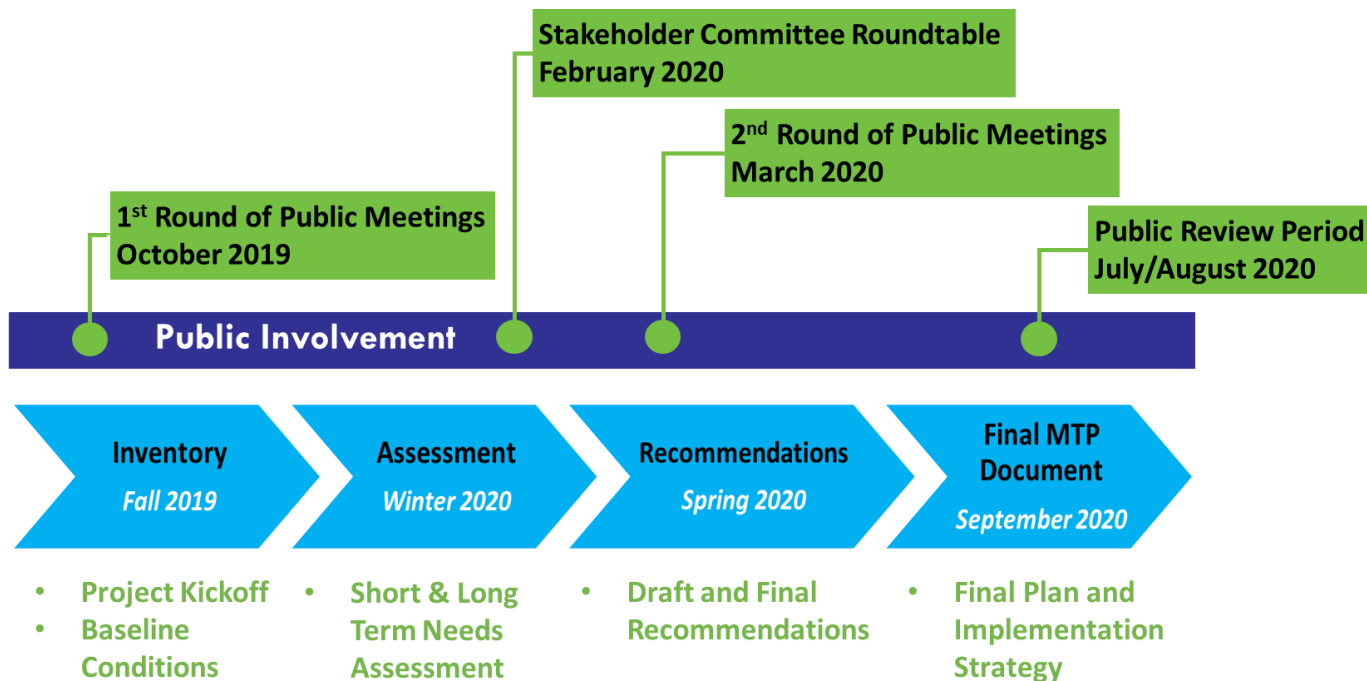 Stakeholder Committee Roundtable
February 2020
2nd Round of Public Meetings
March 2020
1st Round of Public Meetings
October 2019
Public Review Period
July/August 2020
Public Involvement
Inventory
Fall 2019
Assessment
Winter 2020
Recommendations
Spring 2020
Final MTP
Document
September 2020
• Project Kickoff
• Baseline
Conditions
• Short & Long
Term Needs
Assessment
• Draft and Final
Recommendations
• Final Plan and
Implementation
Strategy